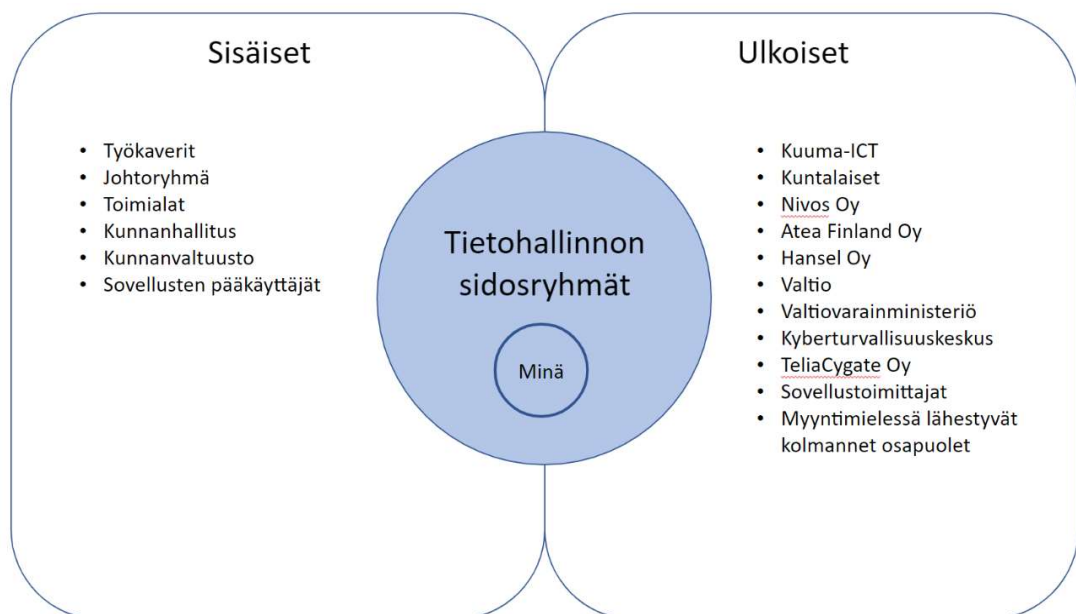 Sisäiset
• Työkaverit
• Johtoryhmä
• Toimialat
• Kunnanhallitus
• Kunnanvaltuusto
• Sovellusten pääkäyttäjät
Tietohallinnon
sidosryhmät
Minä
Ulkoiset
• Kuuma-ICT
• Kuntalaiset
• Nivos Oy
• Atea Finland Oy
• Hansel Oy
• Valtio
• Valtiovarainministeriö
• Kyberturvallisuuskeskus
• TeliaCygate Oy
• Sovellustoimittajat
• Myyntimielessä lähestyvät
kolmannet osapuolet